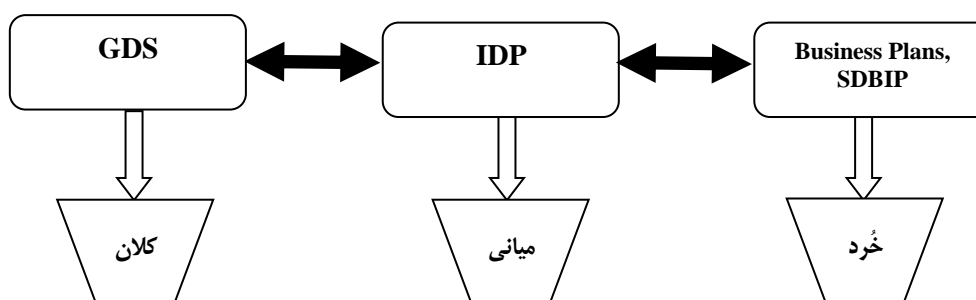 GDS
IDP
Business Plans,
SDBIP
کلان
میانی
خُرد